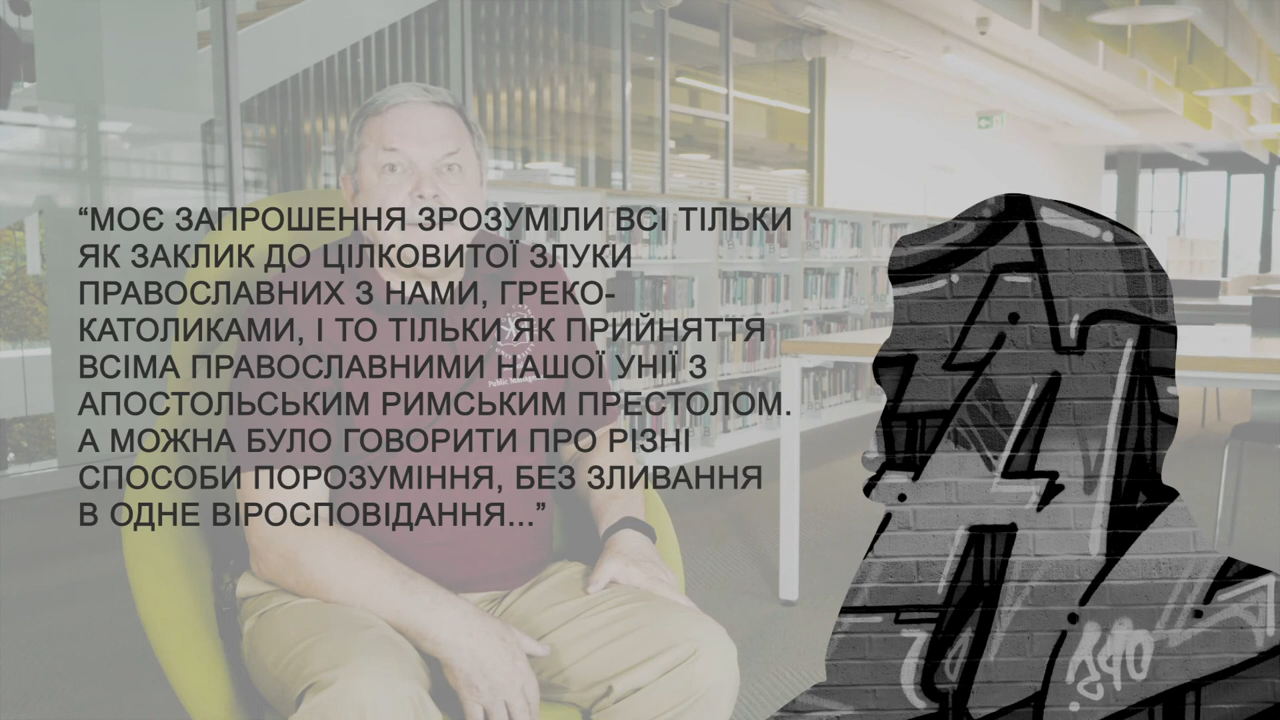 “МОЄ ЗАПРОШЕННЯ ЗРОЗУМІЛИ ВСІ ТІЛЬКИ
ЯК ЗАКЛИК ДО ЦІЛКОВИТОЇ ЗЛУКИ
ПРАВОСЛАВНИХ З НАМИ, ГРЕКО-
КАТОЛИКАМИ, І ТО ТІЛЬКИ ЯК ПРИЙНЯТТЯ
ВСІМА ПРАВОСЛАВНИМИ НАШОЇ УНІЇ З
АПОСТОЛЬСЬКИМ РИМСЬКИМ ПРЕСТОЛОМ.
А МОЖНА БУЛО ГОВОРИТИ ПРО РІЗНІ
СПОСОБИ ПОРОЗУМІННЯ, БЕЗ ЗЛИВАННЯ
В ОДНЕ ВІРОСПОВІДАННЯ...”